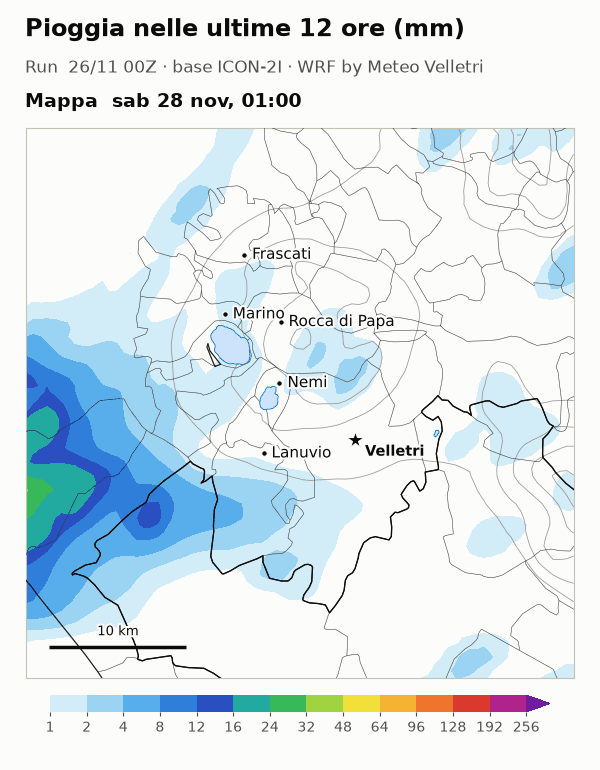 Pioggia nelle ultime 12 ore (mm)
Run  26/11 00Z · base ICON-2I · WRF by Meteo Velletri
Mappa  sab 28 nov, 01:00
Frascati
Marino
Rocca di Papa
Nemi
Velletri
Lanuvio
10 km
1 2 4 8 12 16 24 32 48 64 96 128 192 256